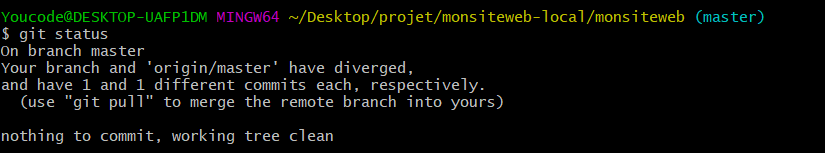 Youcode@DESKTOP-UAFP1DM MINGW64 ~/Desktop/projet/monsiteweb-local/monsiteweb (master)
$ git status
On branch master
Your branch and 'origin/master' have diverged,
and have 1 and 1 different commits each, respectively.
  (use "git pull" to merge the remote branch into yours)

nothing to commit, working tree clean